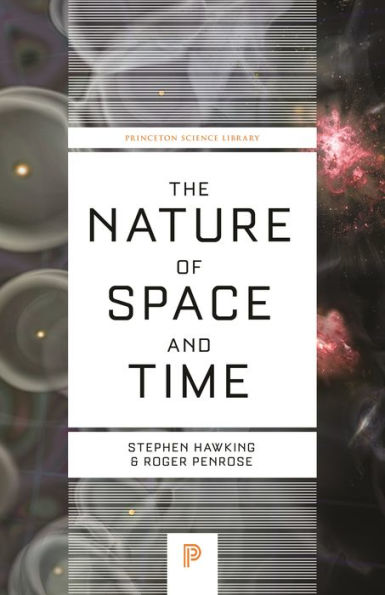 PRINCETON SCIENCE LIBRARY
THE
NATURE
OF
SPACE
AND
TIME
STEPHEN HAWKING
& ROGER PENROSE
P